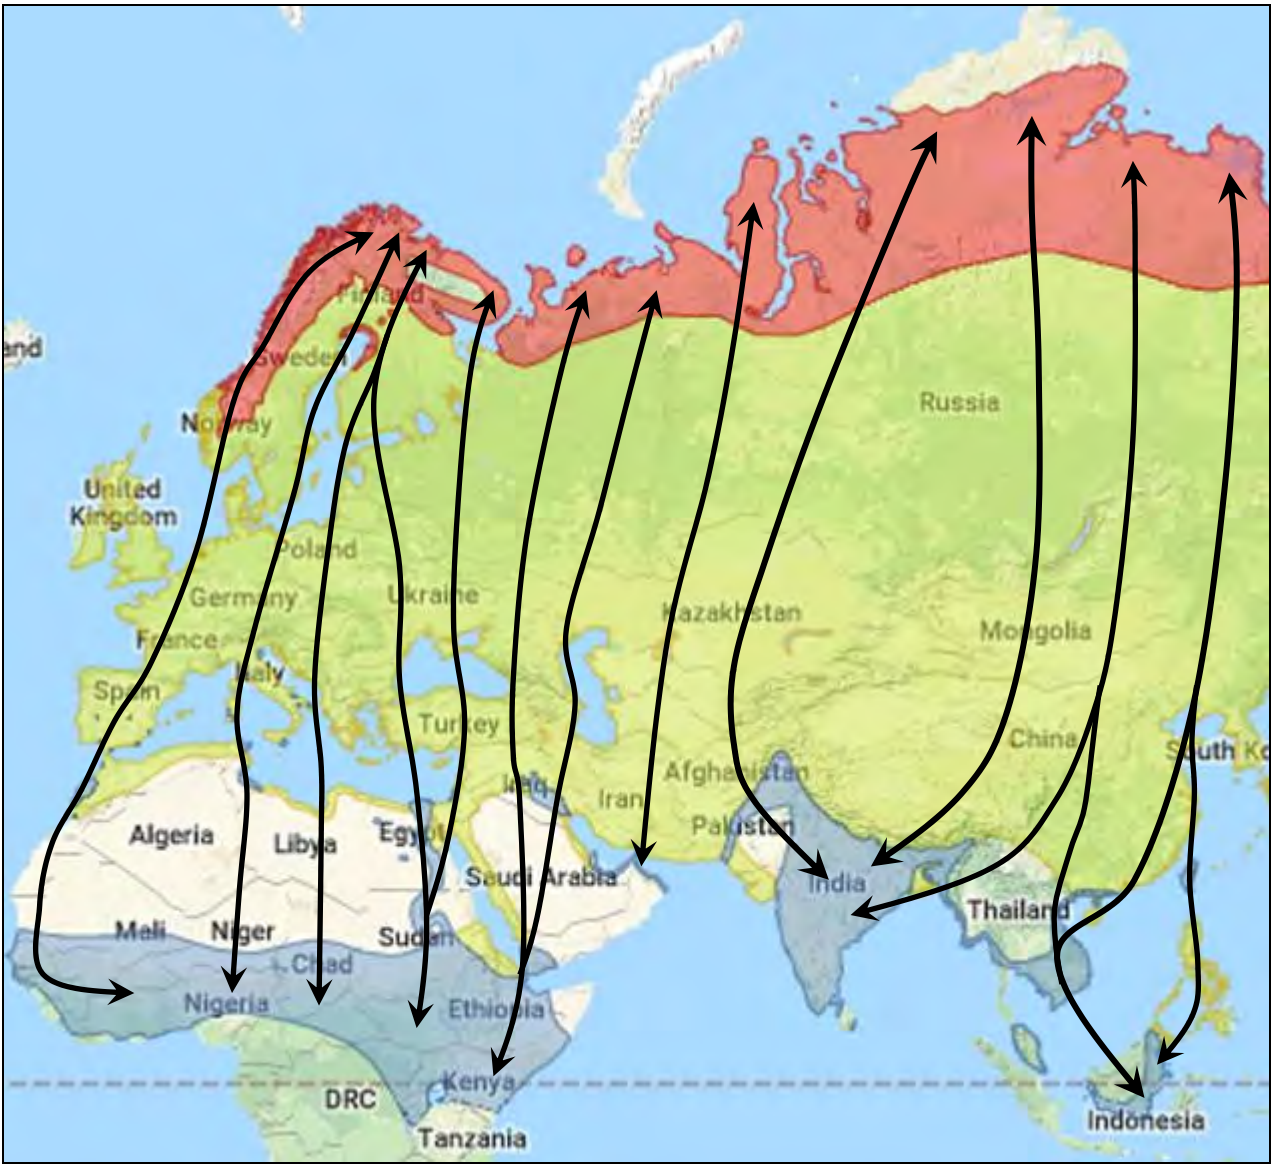 Finland
and
Sweden
Norway
Russia
United
Kingdom
Poland
Germany
Ukraine
Kazakhstan
France
Mongolia
Italy
Spain
Turkey
China
South Ko
Afghanistan
Iraq
Iran
Pakistan
Algeria
Libya
Egypt
Saudi Arabia
India
Thailand
Mali
Niger
Sudan
Chad
Nigeria
Ethiopia
Kenya
DRC
Indonesia
Tanzania